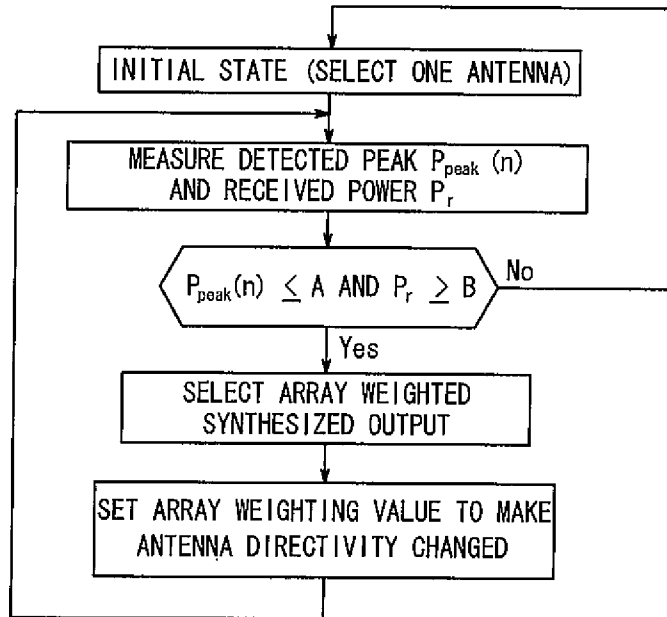 INITIAL STATE (SELECT ONE ANTENNA)
MEASURE DETECTED PEAK Ppeak (n)
AND RECEIVED POWER Pr
Ppeak(n) ≤ A AND Pr ≥ B
No
Yes
SELECT ARRAY WEIGHTED
SYNTHESIZED OUTPUT
SET ARRAY WEIGHTING VALUE TO MAKE
ANTENNA DIRECTIVITY CHANGED